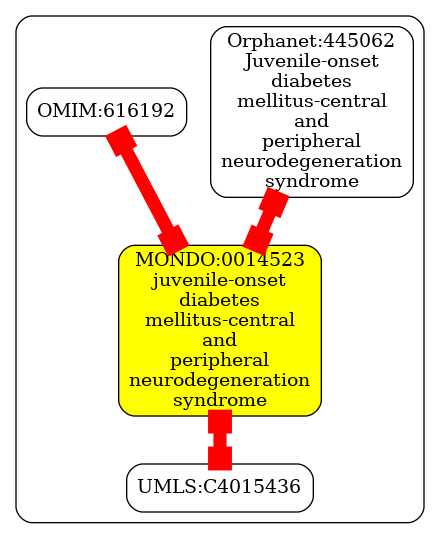 Orphanet:445062
Juvenile-onset
diabetes
mellitus-central
and
peripheral
neurodegeneration
syndrome
OMIM:616192
MONDO:0014523
juvenile-onset
diabetes
mellitus-central
and
peripheral
neurodegeneration
syndrome
UMLS:C4015436